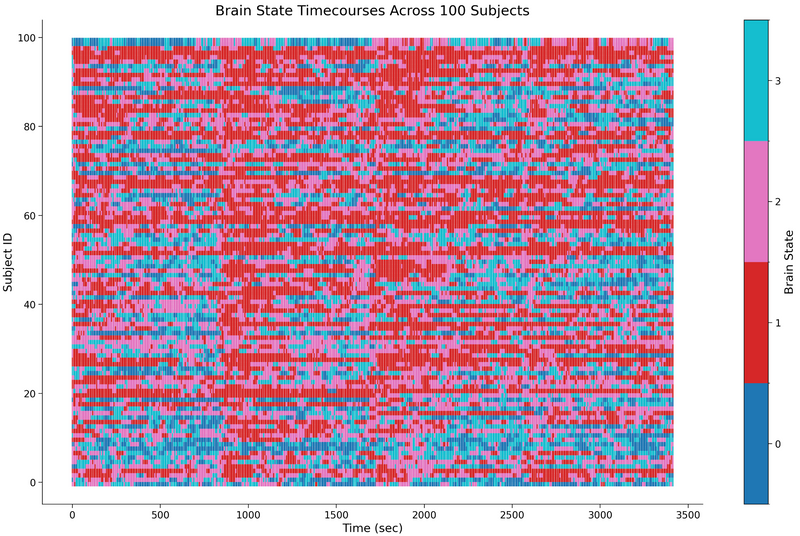 Brain State Timecourses Across 100 Subjects
100
80
60
40
20
0
Subject ID
0 500 1000 1500 2000 2500 3000 3500
Time (sec)
3
2
1
0
Brain State